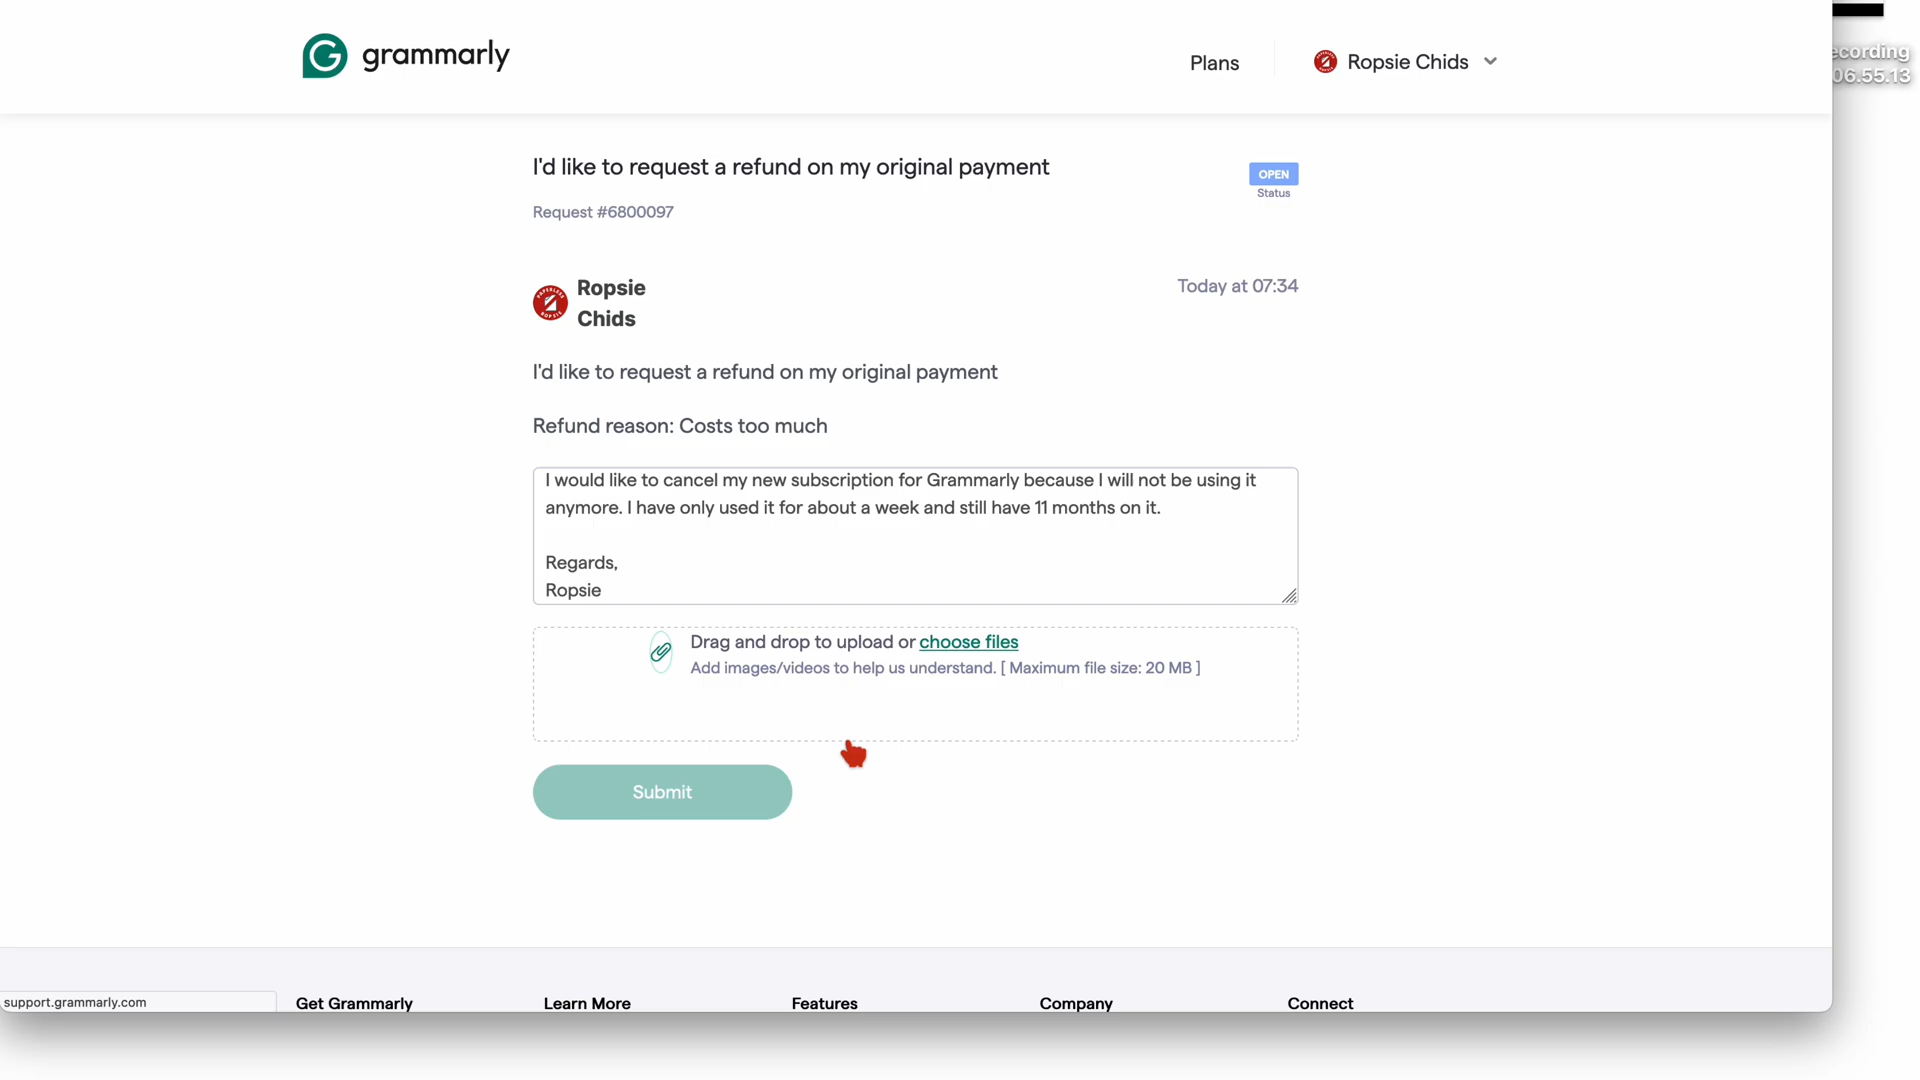 grammarly
Plans
Ropsie Chids
ecording
06.55.13
I'd like to request a refund on my original payment
OPEN
Status
Request #6800097
Ropsie
Chids
Today at 07:34
I'd like to request a refund on my original payment
Refund reason: Costs too much
I would like to cancel my new subscription for Grammarly because I will not be using it
anymore. I have only used it for about a week and still have 11 months on it.
Regards,
Ropsie
Drag and drop to upload or choose files
Add images/videos to help us understand. [ Maximum file size: 20 MB ]
Submit
support.grammarly.com
Get Grammarly
Learn More
Features
Company
Connect